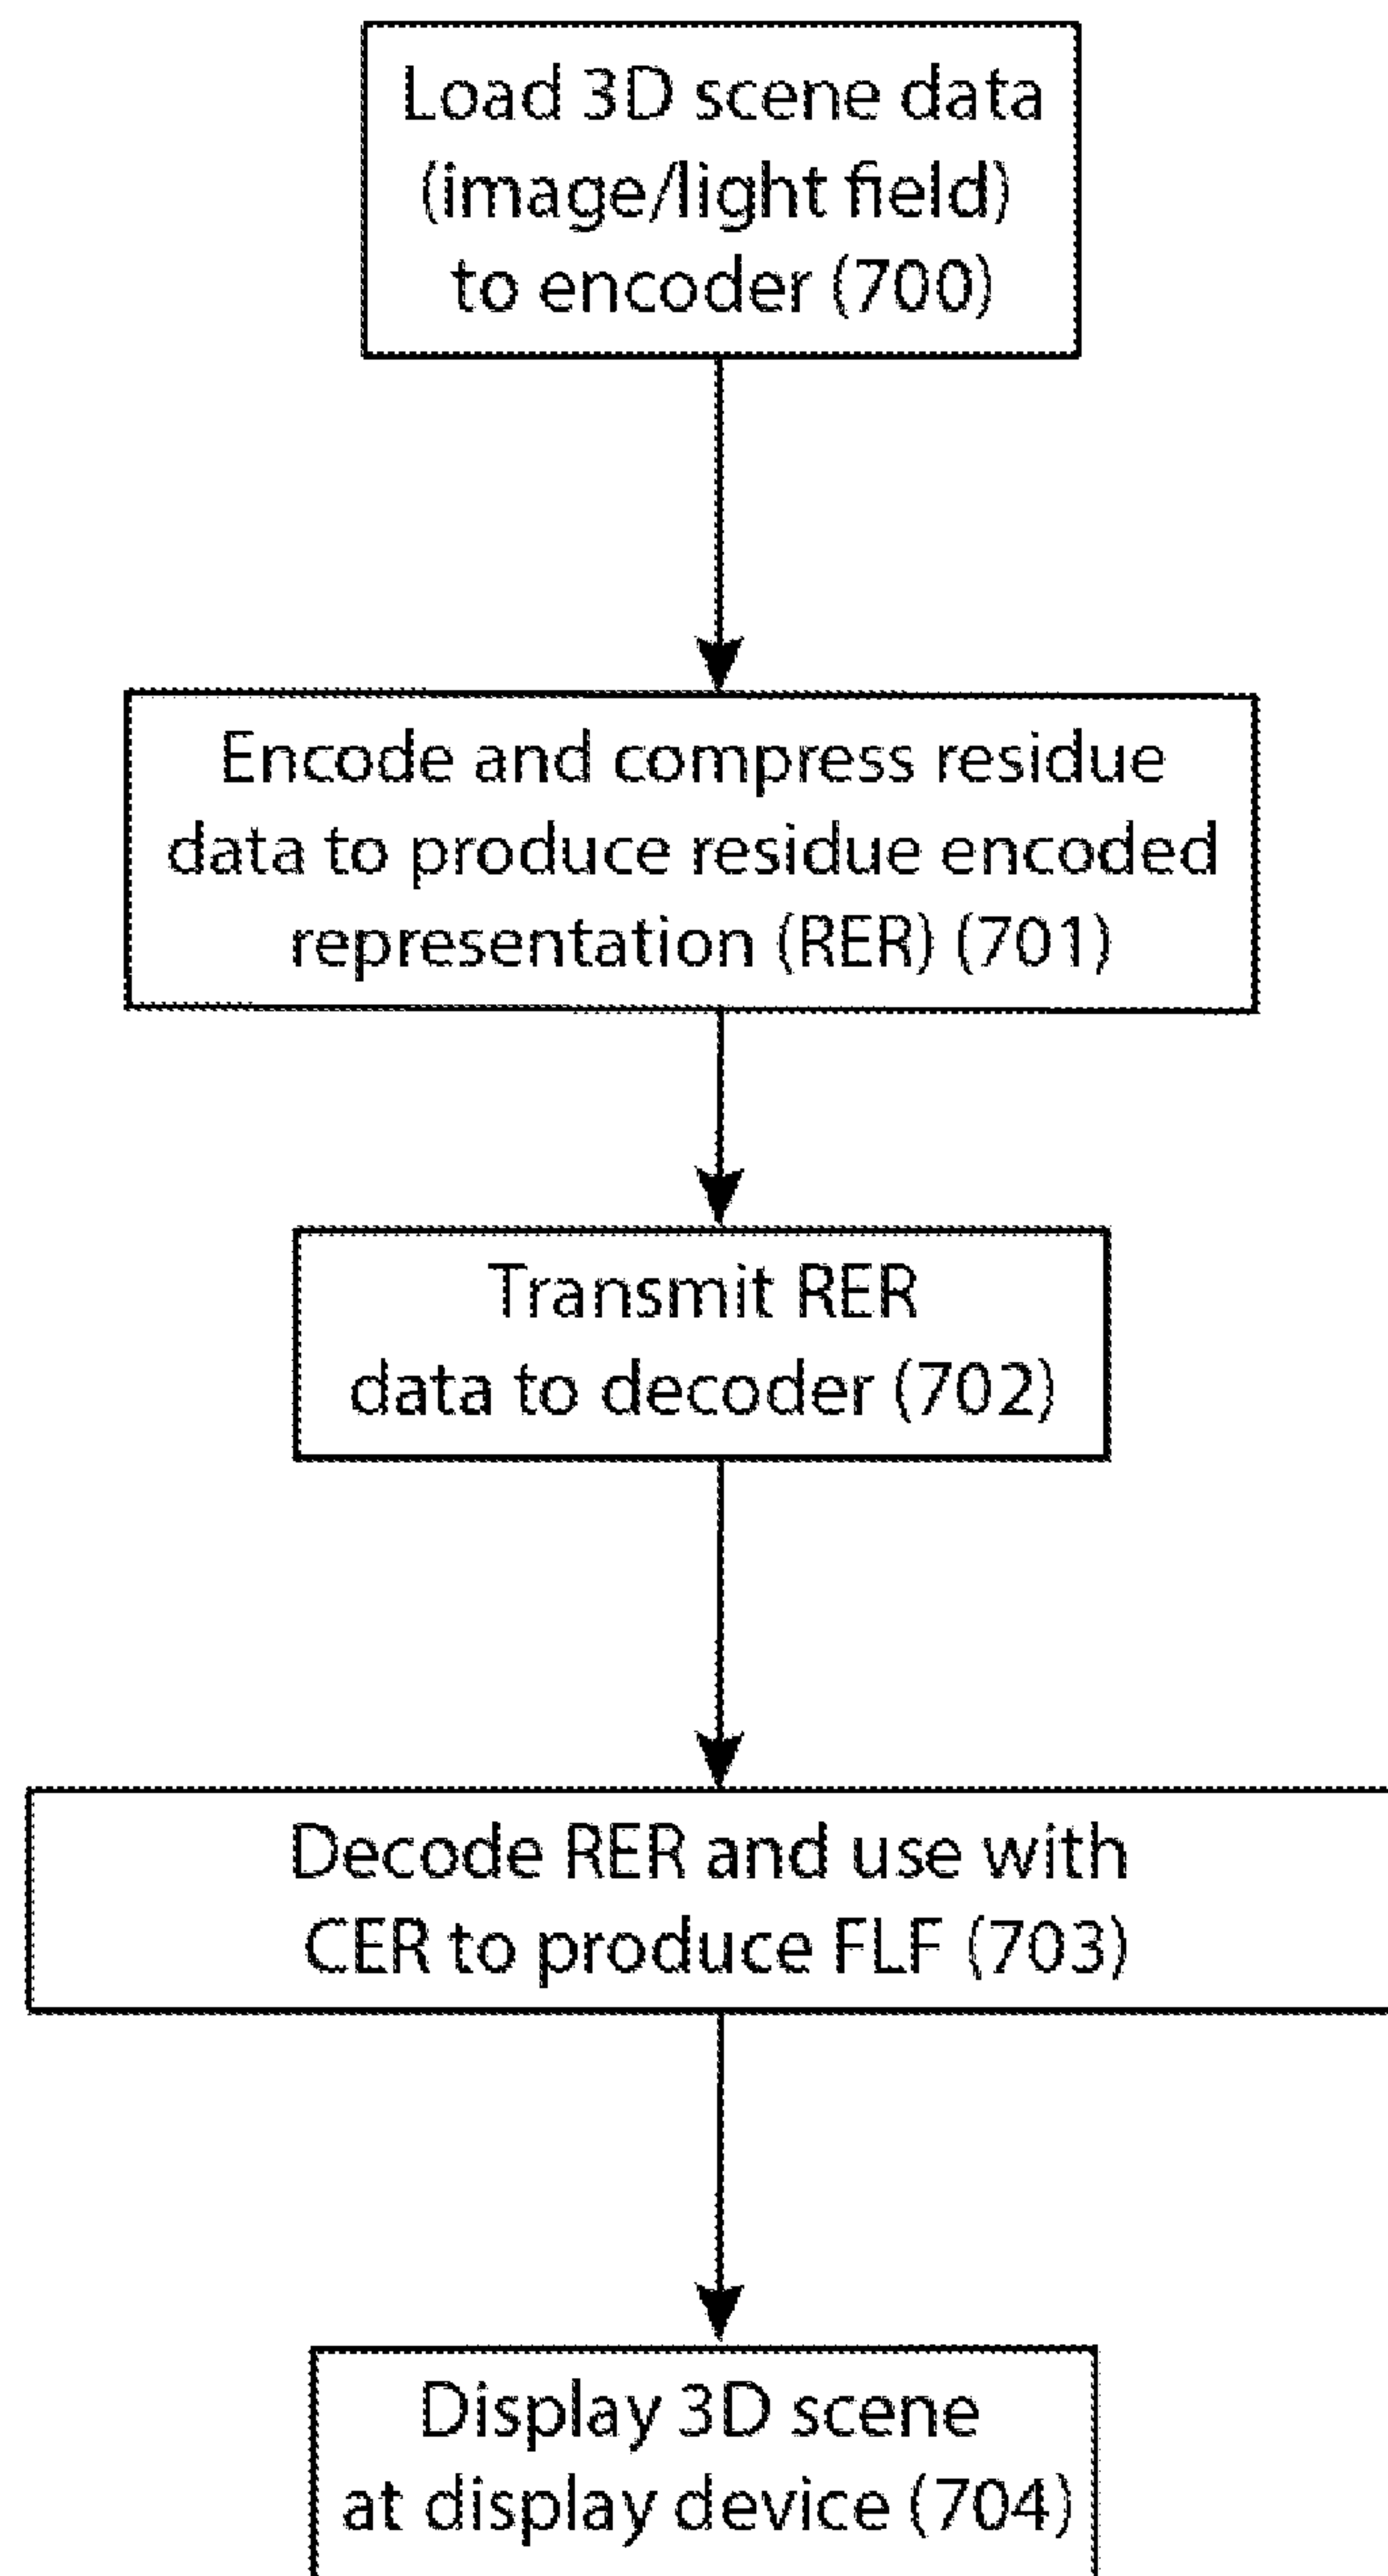 Load 3D scene data
(image/light field)
to encoder (700)
Encode and compress residue
data to produce residue encoded
representation (RER) (701)
Transmit RER
data to decoder (702)
Decode RER and use with
CER to produce FLF (703)
Display 3D scene
at display device (704)